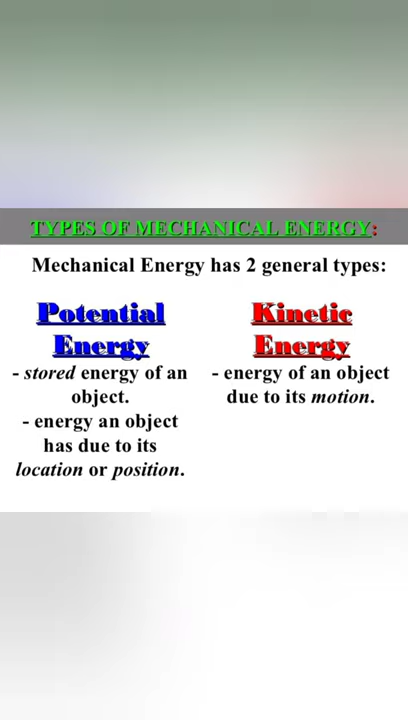 TYPES OF MECHANICAL ENERGY:
Mechanical Energy has 2 general types:
Potential
Energy
- stored energy of an
object.
- energy an object
has due to its
location or position.
Kinetic
Energy
- energy of an object
due to its motion.